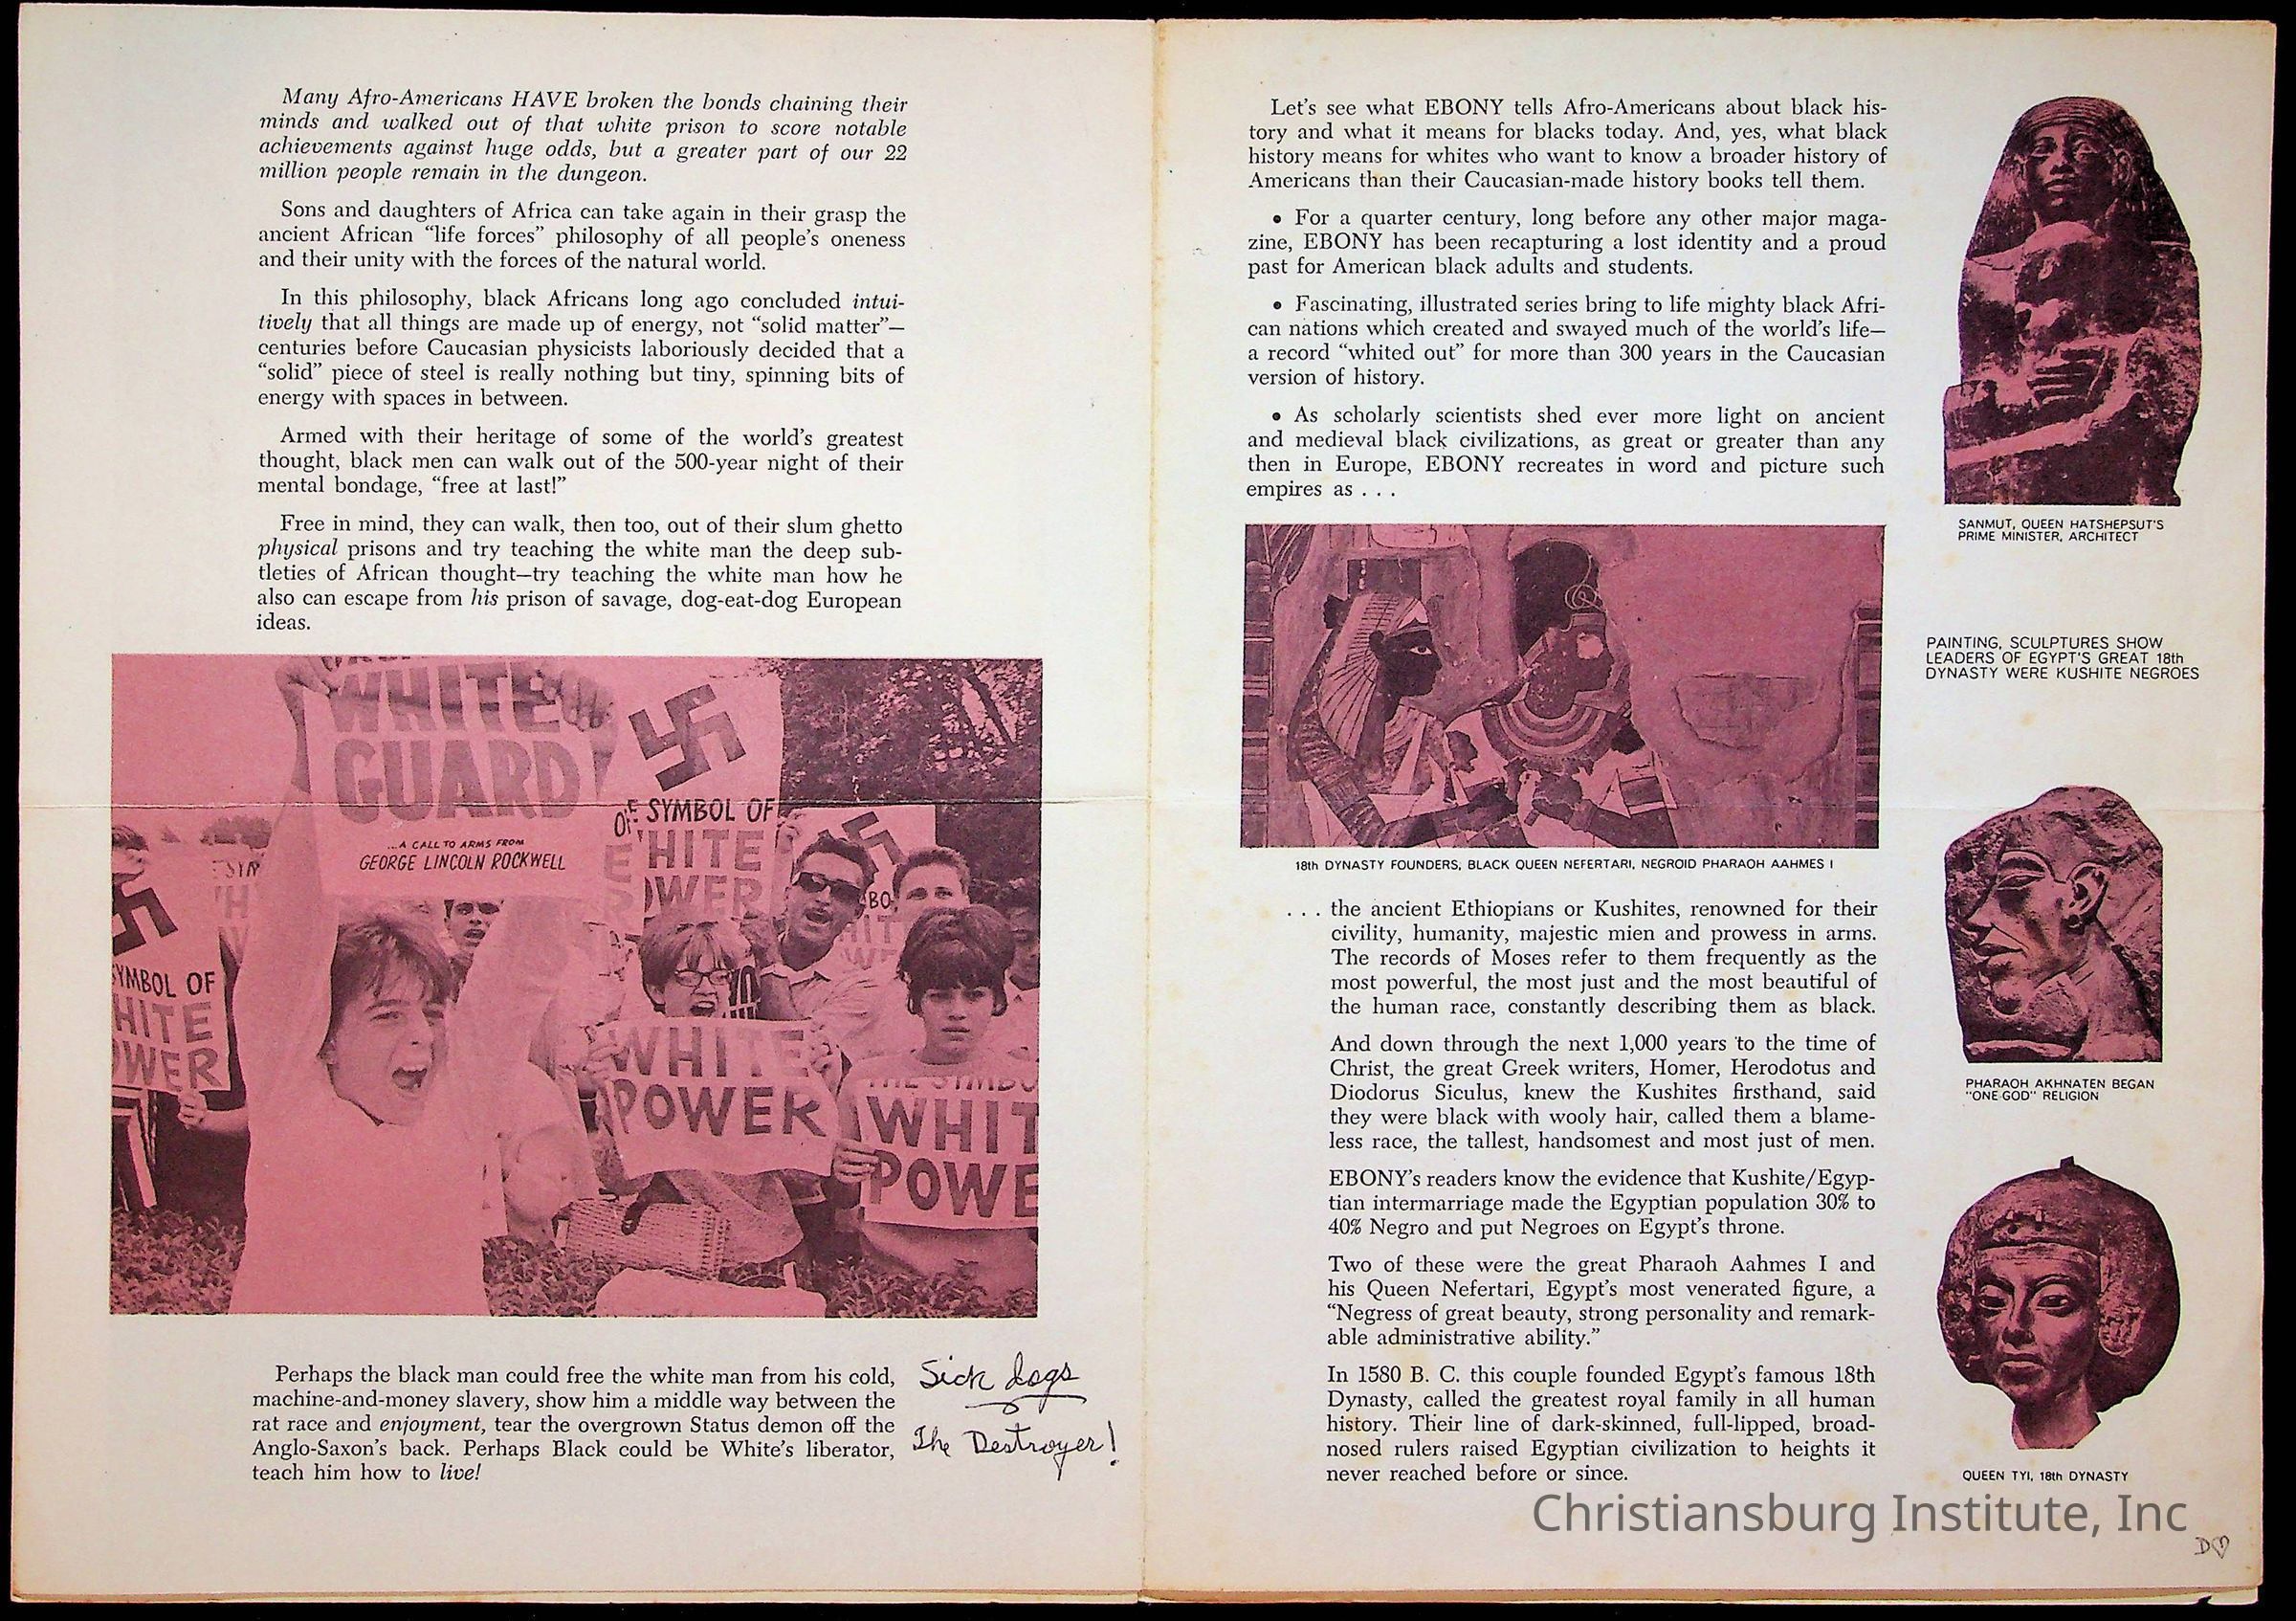 Many Afro-Americans HAVE broken the bonds chaining their
minds and walked out of that white prison to score notable
achievements against huge odds, but a greater part of our 22
million people remain in the dungeon.
Sons and daughters of Africa can take again in their grasp the
ancient African “life forces” philosophy of all people’s oneness
and their unity with the forces of the natural world.
In this philosophy, black Africans long ago concluded intui-
tively that all things are made up of energy, not “solid matter”—
centuries before Caucasian physicists laboriously decided that a
“solid” piece of steel is really nothing but tiny, spinning bits of
energy with spaces in between.
Armed with their heritage of some of the world’s greatest
thought, black men can walk out of the 500-year night of their
mental bondage, “free at last!”
Free in mind, they can walk, then too, out of their slum ghetto
physical prisons and try teaching the white man the deep sub-
tleties of African thought—try teaching the white man how he
also can escape from his prison of savage, dog-eat-dog European
ideas.
WHITE
GUARD
...A CALL TO ARMS FROM
GEORGE LINCOLN ROCKWELL
SYMBOL OF
WHITE
POWER
SYMBOL OF
WHITE
POWER
WHITE
POWER
THE SYMBO
WHIT
POWE
Perhaps the black man could free the white man from his cold,
machine-and-money slavery, show him a middle way between the
rat race and enjoyment, tear the overgrown Status demon off the
Anglo-Saxon’s back. Perhaps Black could be White’s liberator,
teach him how to live!
Sick dogs
The Destroyer!
Let’s see what EBONY tells Afro-Americans about black his-
tory and what it means for blacks today. And, yes, what black
history means for whites who want to know a broader history of
Americans than their Caucasian-made history books tell them.
• For a quarter century, long before any other major maga-
zine, EBONY has been recapturing a lost identity and a proud
past for American black adults and students.
• Fascinating, illustrated series bring to life mighty black Afri-
can nations which created and swayed much of the world’s life—
a record “whited out” for more than 300 years in the Caucasian
version of history.
• As scholarly scientists shed ever more light on ancient
and medieval black civilizations, as great or greater than any
then in Europe, EBONY recreates in word and picture such
empires as . . .
SANMUT, QUEEN HATSHEPSUT'S
PRIME MINISTER, ARCHITECT
PAINTING, SCULPTURES SHOW
LEADERS OF EGYPT'S GREAT 18th
DYNASTY WERE KUSHITE NEGROES
18th DYNASTY FOUNDERS, BLACK QUEEN NEFERTARI, NEGROID PHARAOH AAHMES I
. . . the ancient Ethiopians or Kushites, renowned for their
civility, humanity, majestic mien and prowess in arms.
The records of Moses refer to them frequently as the
most powerful, the most just and the most beautiful of
the human race, constantly describing them as black.
And down through the next 1,000 years to the time of
Christ, the great Greek writers, Homer, Herodotus and
Diodorus Siculus, knew the Kushites firsthand, said
they were black with wooly hair, called them a blame-
less race, the tallest, handsomest and most just of men.
PHARAOH AKHNATEN BEGAN
"ONE-GOD" RELIGION
EBONY’s readers know the evidence that Kushite/Egyp-
tian intermarriage made the Egyptian population 30% to
40% Negro and put Negroes on Egypt’s throne.
Two of these were the great Pharaoh Aahmes I and
his Queen Nefertari, Egypt’s most venerated figure, a
“Negress of great beauty, strong personality and remark-
able administrative ability.”
In 1580 B. C. this couple founded Egypt’s famous 18th
Dynasty, called the greatest royal family in all human
history. Their line of dark-skinned, full-lipped, broad-
nosed rulers raised Egyptian civilization to heights it
never reached before or since.
QUEEN TYI, 18th DYNASTY
Christiansburg Institute, Inc